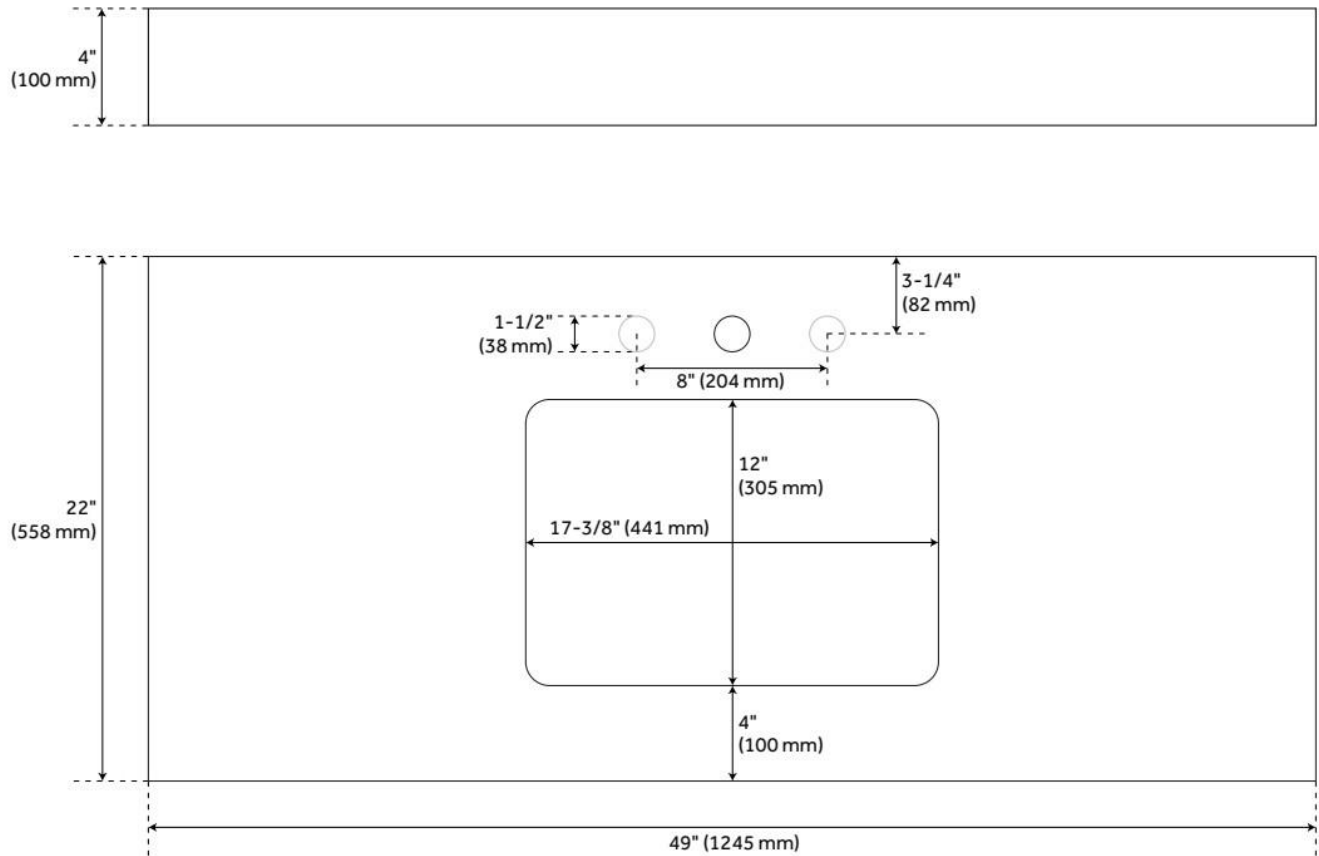 4"
(100 mm)
3-1/4"
(82 mm)
1-1/2"
(38 mm)
8" (204 mm)
12"
(305 mm)
22"
(558 mm)
17-3/8" (441 mm)
4"
(100 mm)
49" (1245 mm)